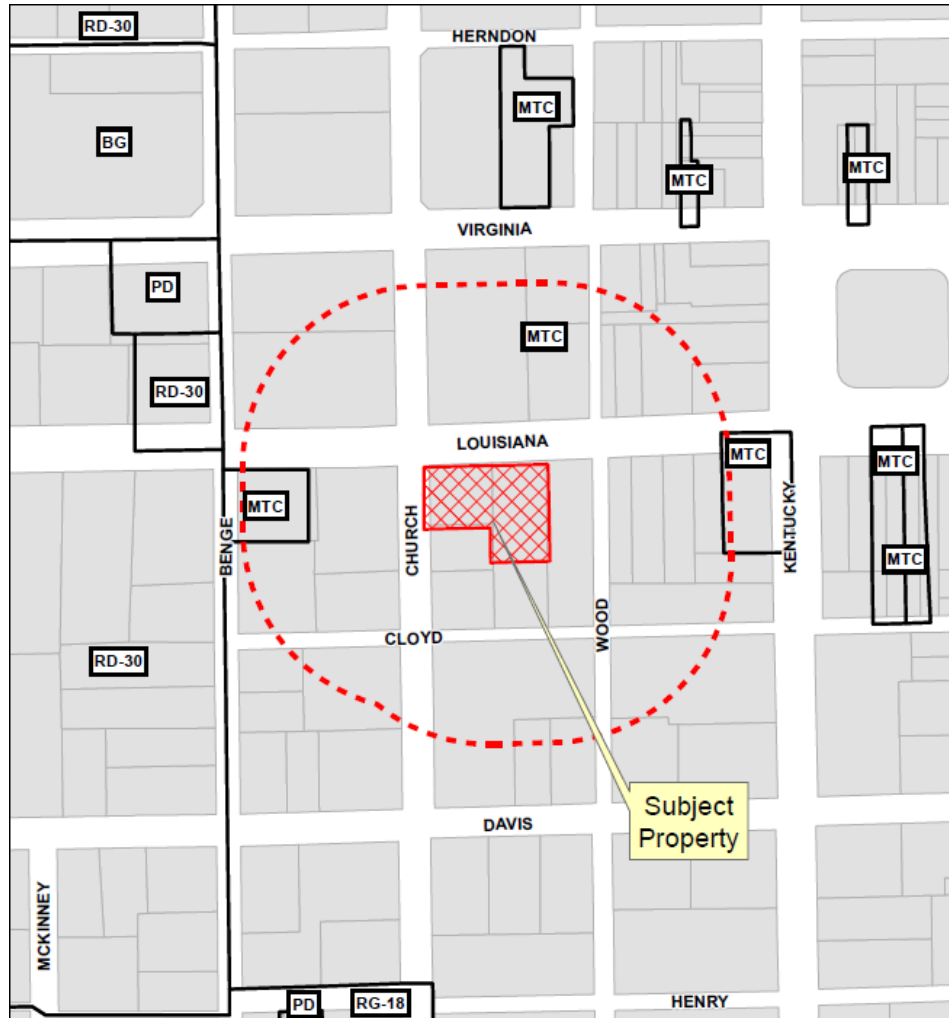 RD-30
HERNDON
MTC
BG
MTC
MTC
VIRGINIA
PD
MTC
RD-30
LOUISIANA
MTC
MTC
MTC
BENGE
CHURCH
KENTUCKY
MTC
CLOYD
WOOD
RD-30
Subject
Property
DAVIS
MCKINNEY
PD
RG-18
HENRY